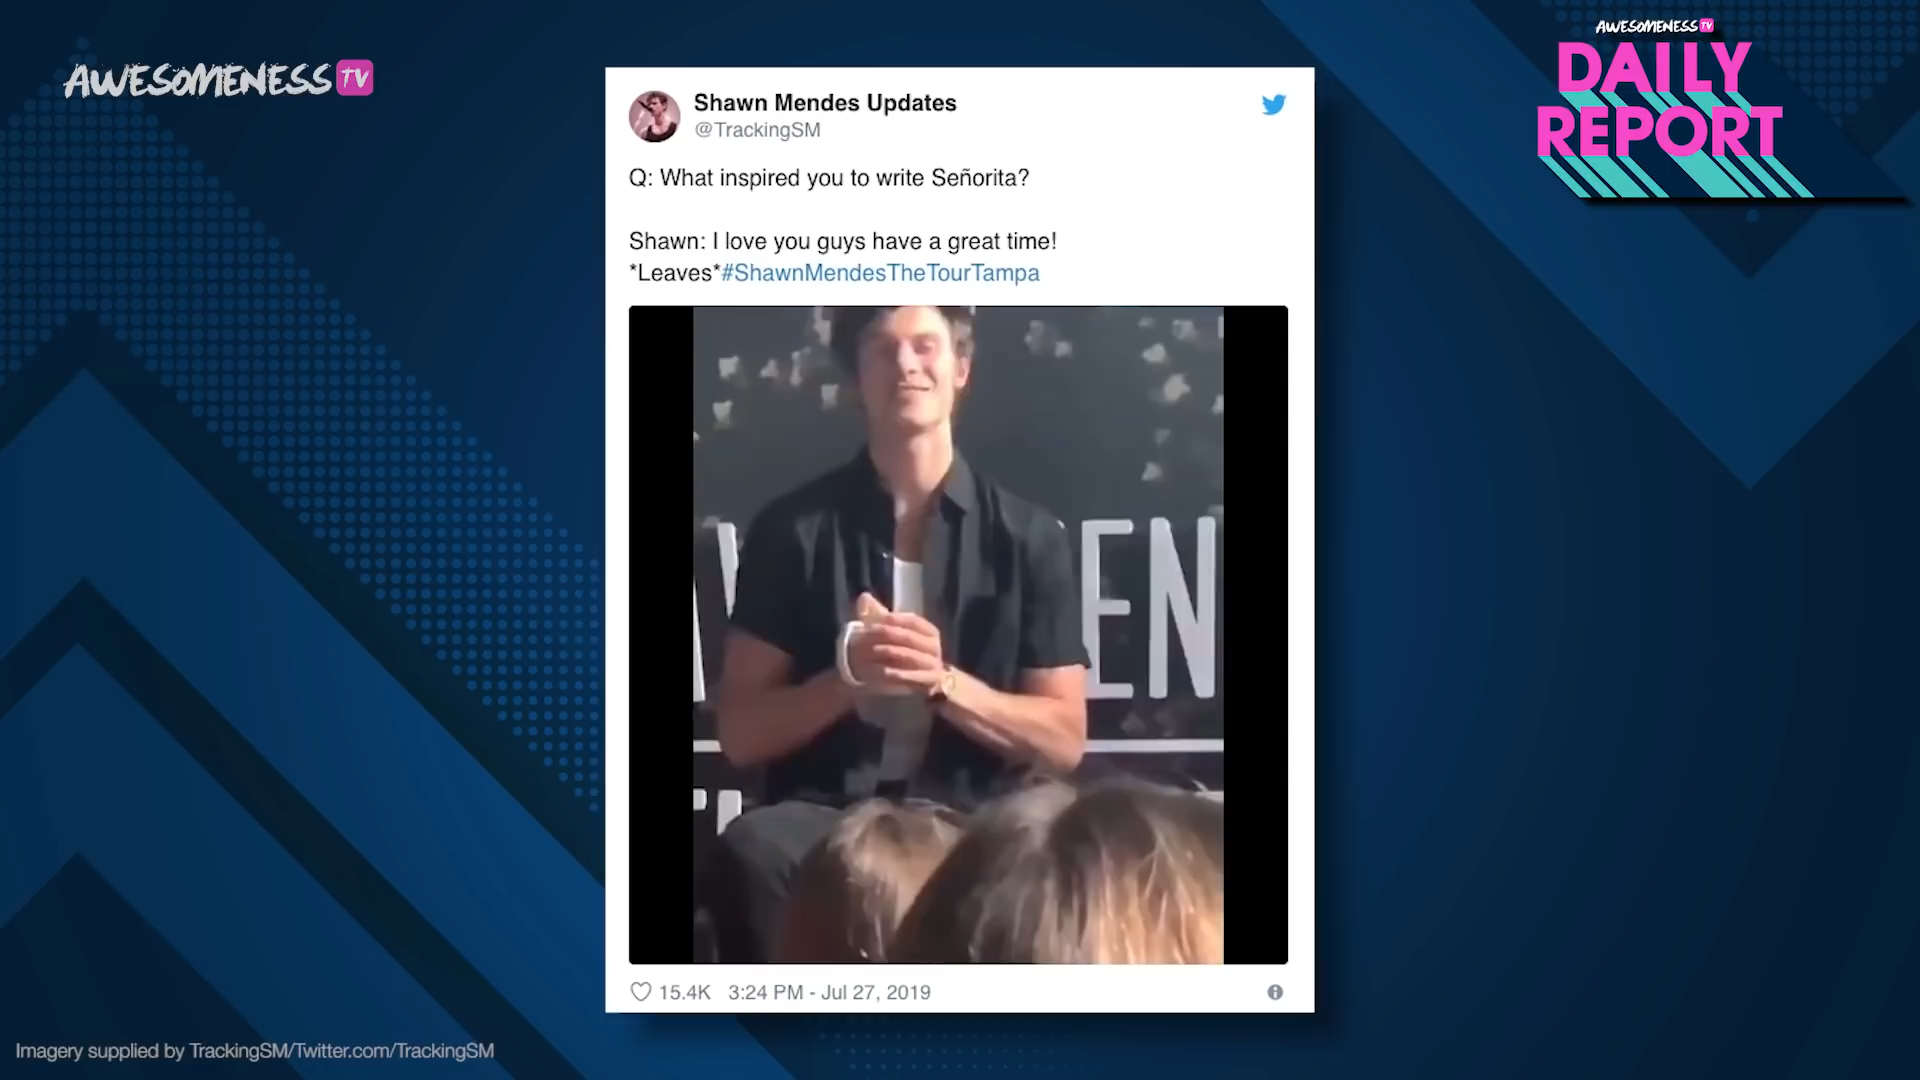 AWESOMENESS TV
AWESOMENESS TV
DAILY
REPORT
Shawn Mendes Updates
@TrackingSM
Q: What inspired you to write Señorita?
Shawn: I love you guys have a great time!
*Leaves*#ShawnMendesTheTourTampa
EN
15.4K 3:24 PM - Jul 27, 2019
Imagery supplied by TrackingSM/Twitter.com/TrackingSM